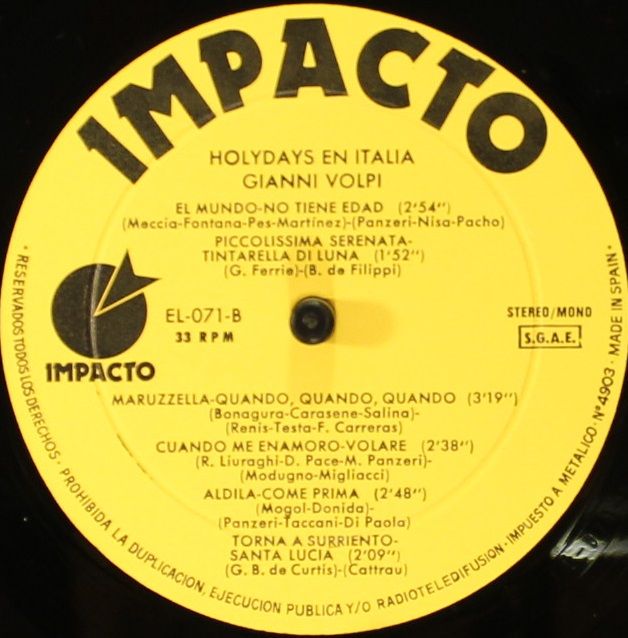 IMPACTO
HOLYDAYS EN ITALIA
GIANNI VOLPI
EL MUNDO-NO TIENE EDAD (2'54")
(Meccia-Fontana-Pes-Martínez)-(Panzeri-Nisa-Pacho)
PICCOLISSIMA SERENATA-
TINTARELLA DI LUNA (1'52")
(G. Ferrie)-(B. de Filippi)
IMPACTO
EL-071-B
33 RPM
STEREO/MONO
S.G.A.E.
MARUZZELLA-QUANDO, QUANDO, QUANDO (3'19")
(Bonagura-Carasene-Salina)-
(Renis-Testa-F. Carreras)
CUANDO ME ENAMORO-VOLARE (2'38")
(R. Liuraghi-D. Pace-M. Panzeri)-
(Modugno-Migliacci)
ALDILA-COME PRIMA (2'48")
(Mogol-Donida)-
(Panzeri-Taccani-Di Paola)
TORNA A SURRIENTO-
SANTA LUCIA (2'09")
(G. B. de Curtis)-(Cattrau)
· RESERVADOS TODOS LOS DERECHOS · PROHIBIDA LA DUPLICACION, EJECUCION PUBLICA Y/O RADIOTELEDIFUSION · IMPUESTO A METALICO · Nº 4903 · MADE IN SPAIN ·